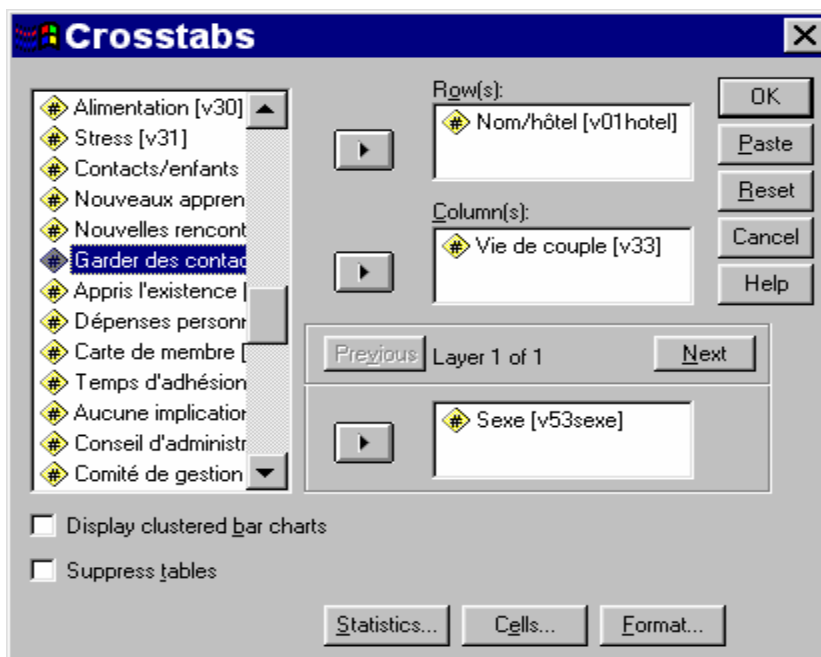 Crosstabs
Alimentation [v30]
Stress [v31]
Contacts/enfants
Nouveaux appren
Nouvelles rencont
Garder des contac
Appris l'existence [
Dépenses personr
Carte de membre [
Temps d'adhésion
Aucune implication
Conseil d'administr
Comité de gestion
Row(s):
Nom/hôtel [v01hotel]
Column(s):
Vie de couple [v33]
Previous Layer 1 of 1 Next
Sexe [v53sexe]
OK
Paste
Reset
Cancel
Help
Display clustered bar charts
Suppress tables
Statistics... Cells... Format...